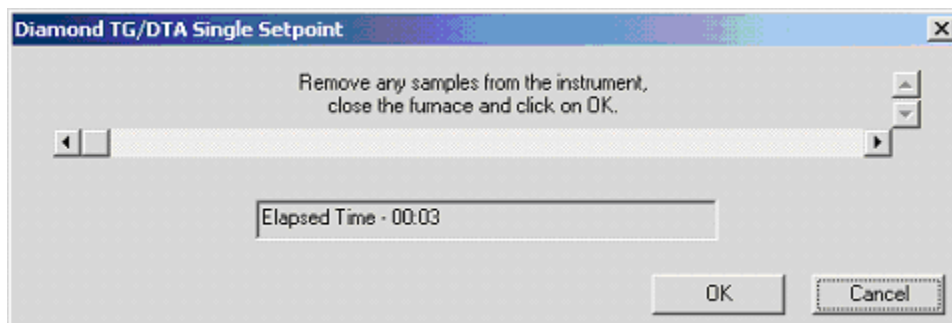 Diamond TG/DTA Single Setpoint
Remove any samples from the instrument,
close the furnace and click on OK.
Elapsed Time - 00:03
OK
Cancel